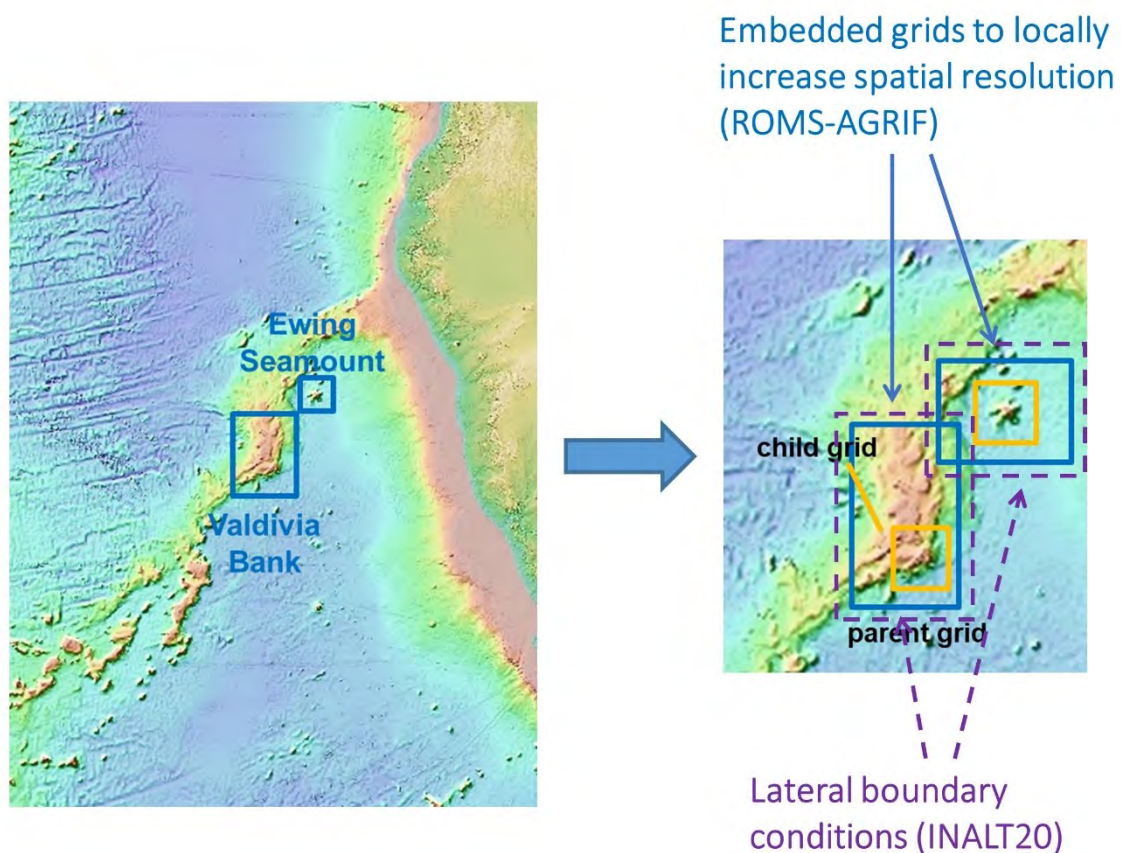 Embedded grids to locally
increase spatial resolution
(ROMS-AGRIF)
Ewing
Seamount
Valdivia
Bank
child grid
parent grid
Lateral boundary
conditions (INALT20)